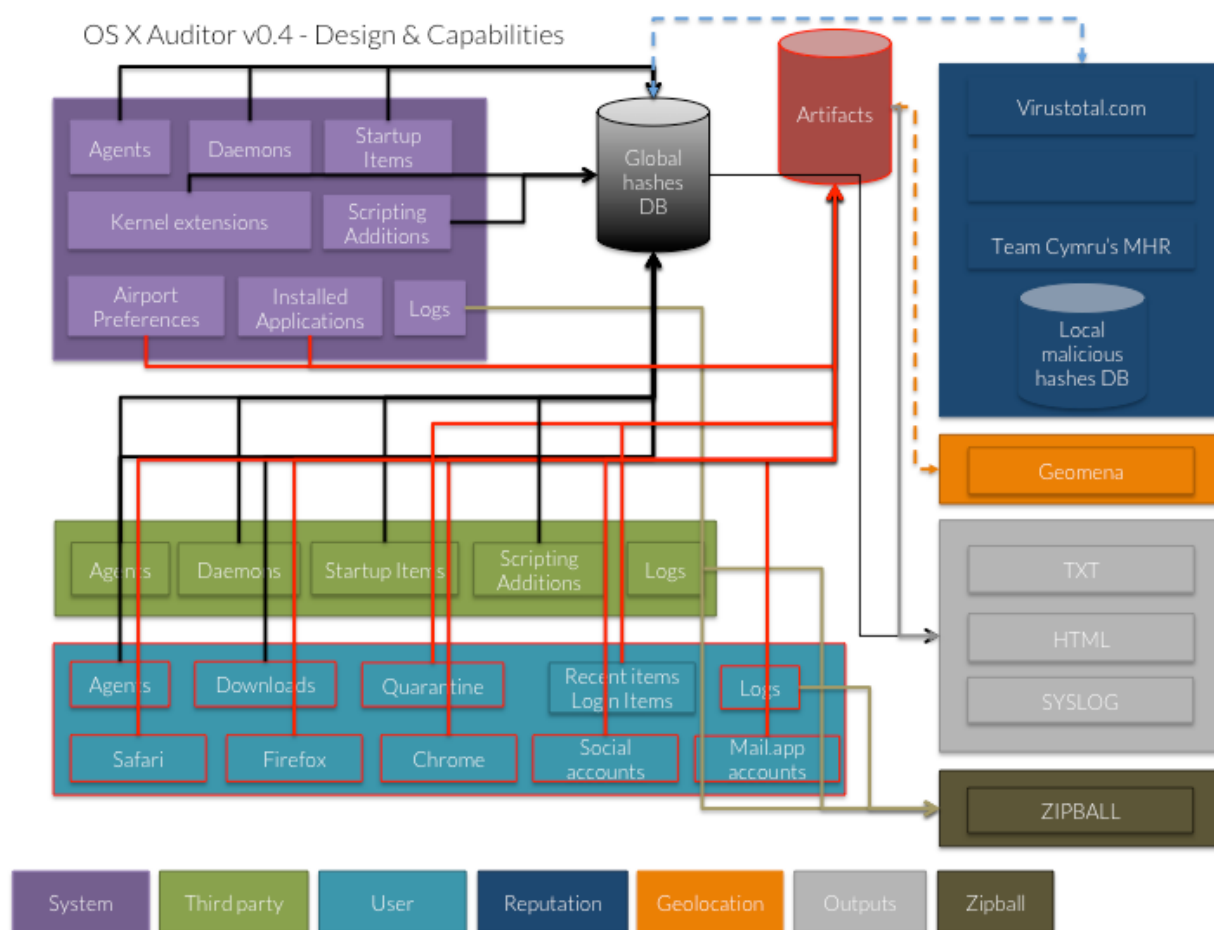 OS X Auditor v0.4 - Design & Capabilities
Agents
Daemons
Startup
Items
Kernel extensions
Scripting
Additions
Airport
Preferences
Installed
Applications
Logs
Global
hashes
DB
Artifacts
Virustotal.com
Team Cymru's MHR
Local
malicious
hashes DB
Geomena
Agents
Daemons
Startup Items
Scripting
Additions
Logs
TXT
HTML
SYSLOG
Agents
Downloads
Quarantine
Recent items
Login Items
Logs
Safari
Firefox
Chrome
Social
accounts
Mail.app
accounts
ZIPBALL
System
Third party
User
Reputation
Geolocation
Outputs
Zipball